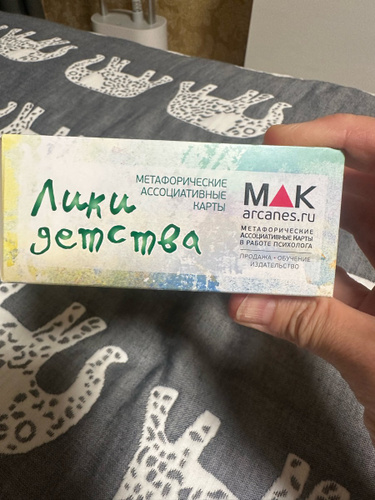 Лики
детства
МЕТАФОРИЧЕСКИЕ
АССОЦИАТИВНЫЕ
КАРТЫ
МАК
arcanes.ru
МЕТАФОРИЧЕСКИЕ
АССОЦИАТИВНЫЕ КАРТЫ
В РАБОТЕ ПСИХОЛОГА
ПРОДАЖА • ОБУЧЕНИЕ
ИЗДАТЕЛЬСТВО